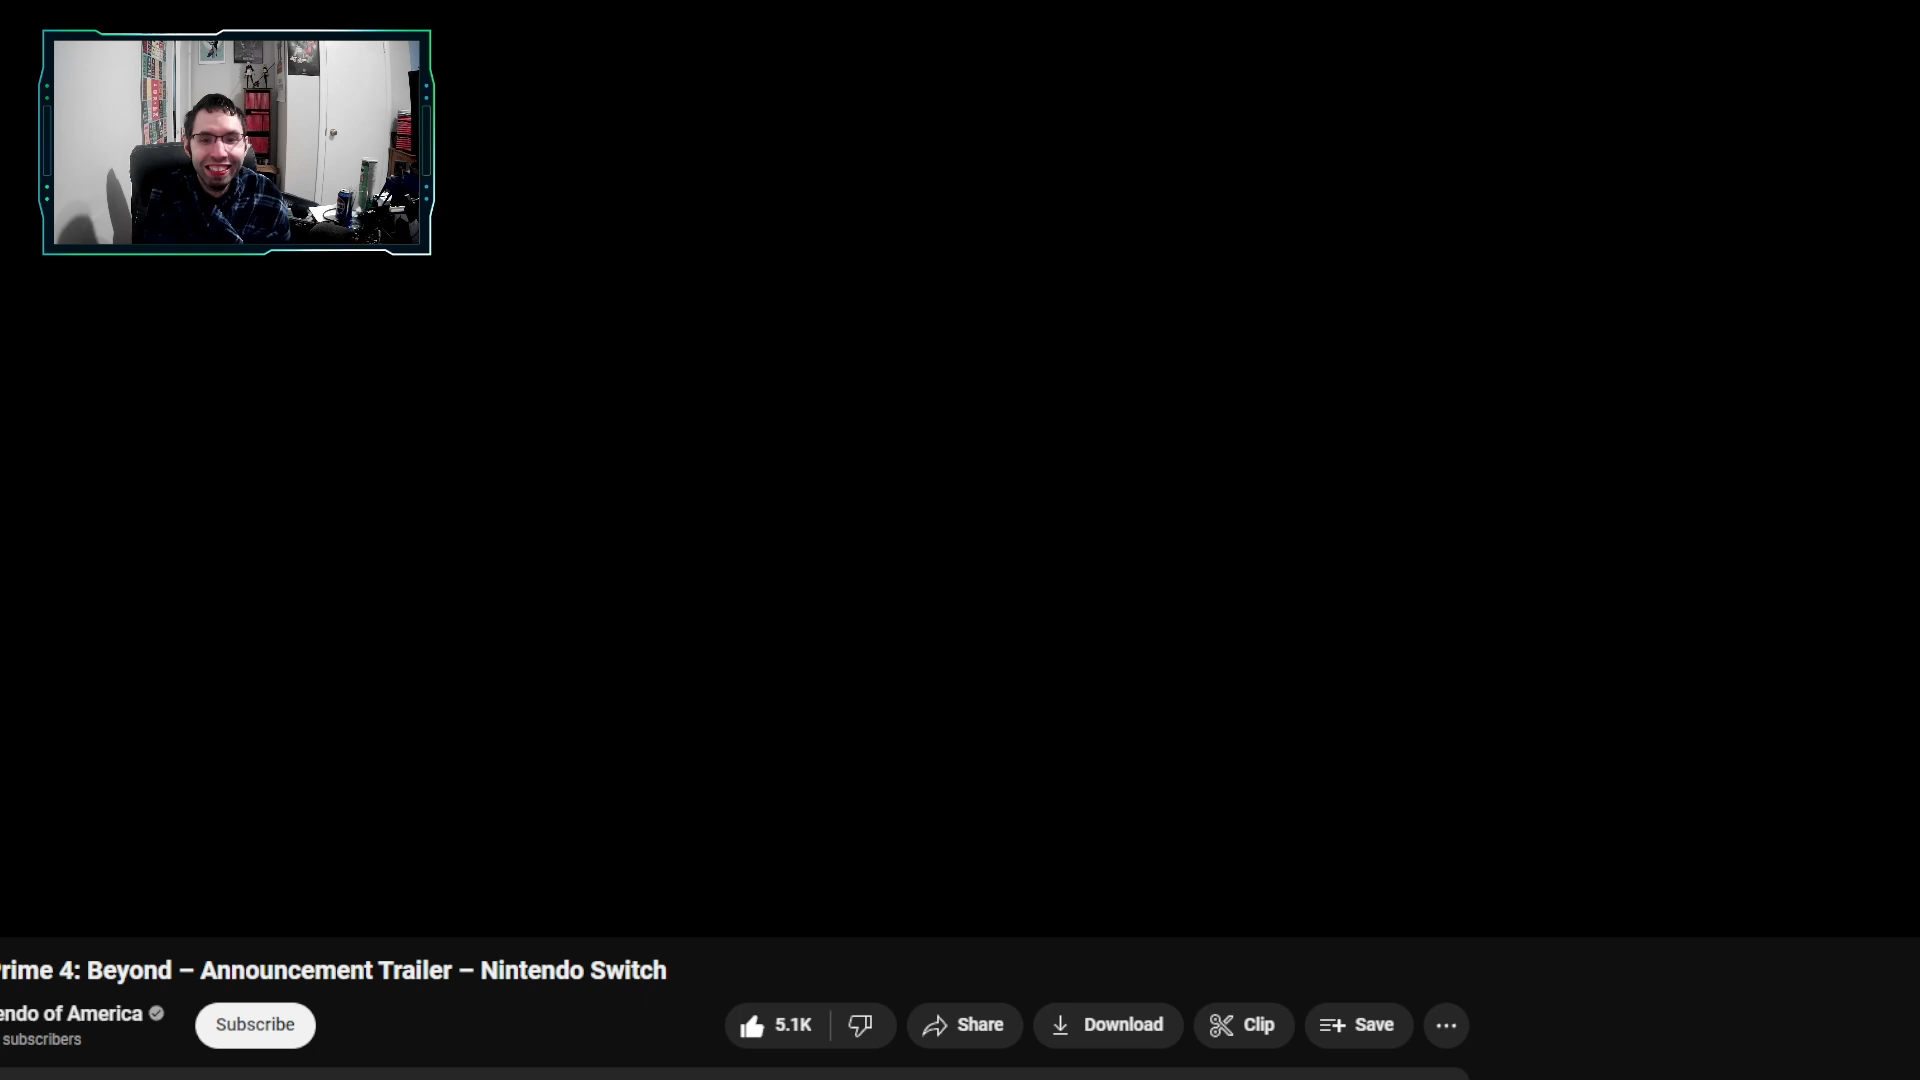 rime 4: Beyond – Announcement Trailer – Nintendo Switch
endo of America
subscribers
Subscribe
5.1K
Share
Download
Clip
Save